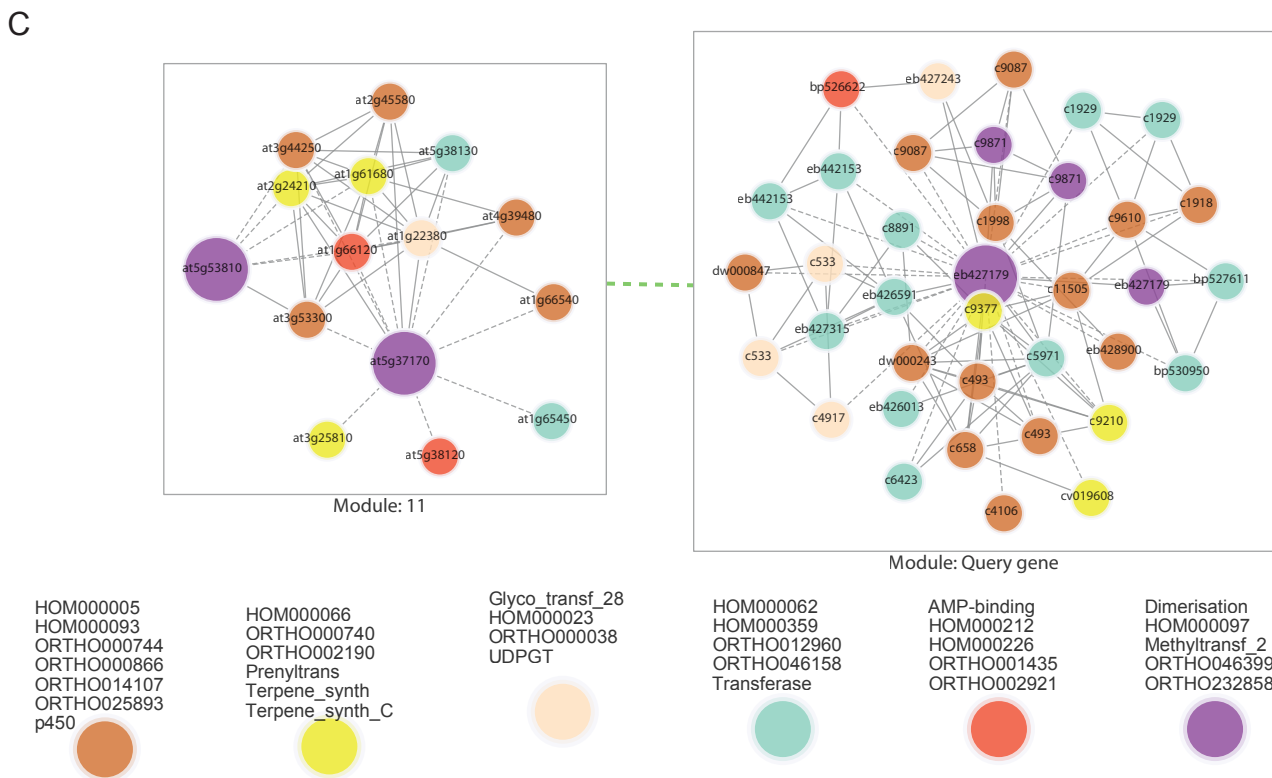 C
at2g45580
at3g44250
at5g38130
at1g61680
at2g24210
at4g39480
at1g22380
at1g66120
at5g53810
at1g66540
at3g53300
at5g37170
at1g65450
at3g25810
at5g38120
Module: 11
c9087
eb427243
bp526622
c1929
c1929
c9871
c9087
eb442153
c9871
eb442153
c1918
c9610
c1998
c8891
c533
dw000847
eb427179
bp527611
eb427179
c11505
eb426591
c9377
eb427315
eb428900
c533
dw000243
c5971
bp530950
c493
eb426013
c4917
c9210
c493
c658
c6423
cv019608
c4106
Module: Query gene
HOM000005
HOM000093
ORTHO000744
ORTHO000866
ORTHO014107
ORTHO025893
p450
HOM000066
ORTHO000740
ORTHO002190
Prenyltrans
Terpene_synth
Terpene_synth_C
Glyco_transf_28
HOM000023
ORTHO000038
UDPGT
HOM000062
HOM000359
ORTHO012960
ORTHO046158
Transferase
AMP-binding
HOM000212
HOM000226
ORTHO001435
ORTHO002921
Dimerisation
HOM000097
Methyltransf_2
ORTHO046399
ORTHO232858